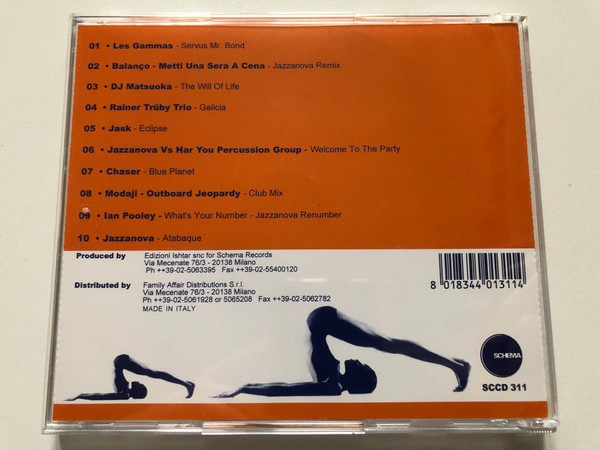 01 • Les Gammas - Servus Mr. Bond
02 • Balanço - Metti Una Sera A Cena - Jazzanova Remix
03 • DJ Matsuoka - The Will Of Life
04 • Rainer Trüby Trio - Galicia
05 • Jask - Eclipse
06 • Jazzanova Vs Har You Percussion Group - Welcome To The Party
07 • Chaser - Blue Planet
08 • Modaji - Outboard Jeopardy - Club Mix
09 • Ian Pooley - What's Your Number - Jazzanova Renumber
10 • Jazzanova - Atabaque
Produced by Edizioni Ishtar snc for Schema Records
Via Mecenate 76/3 - 20138 Milano
Ph ++39-02-5063395 Fax ++39-02-55400120
Distributed by Family Affair Distributions S.r.l.
Via Mecenate 76/3 - 20138 Milano
Ph ++39-02-5061928 or 5065208 Fax ++39-02-5062782
MADE IN ITALY
8 018344 013114
SCHEMA
SCCD 311